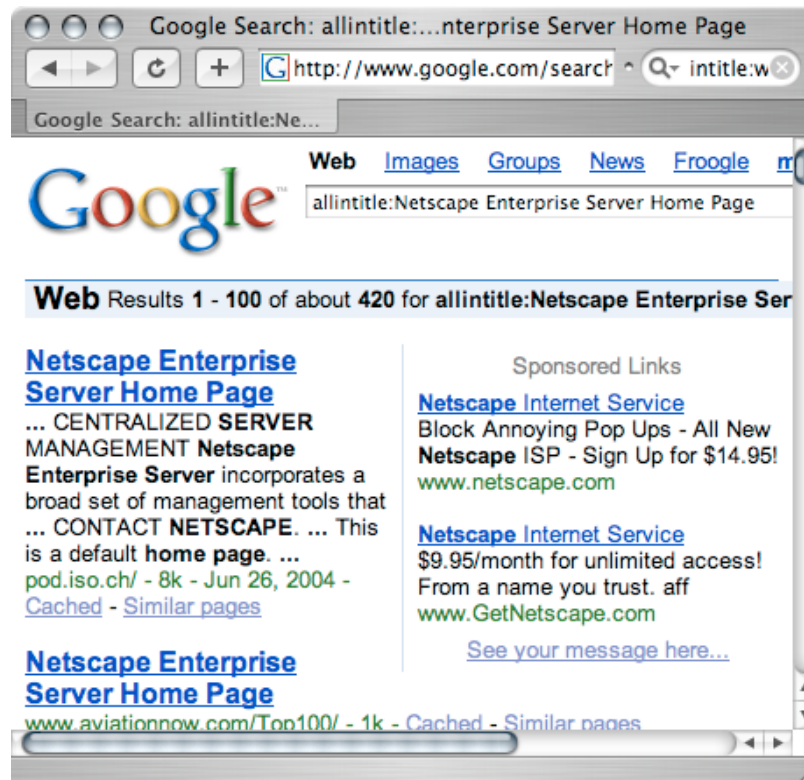 Google Search: allintitle:...nterprise Server Home Page
http://www.google.com/search
intitle:w
Google Search: allintitle:Ne...
Google™
Web Images Groups News Froogle m
allintitle:Netscape Enterprise Server Home Page
Web Results 1 - 100 of about 420 for allintitle:Netscape Enterprise Ser
Netscape Enterprise
Server Home Page
... CENTRALIZED SERVER
MANAGEMENT Netscape
Enterprise Server incorporates a
broad set of management tools that
... CONTACT NETSCAPE. ... This
is a default home page. ...
pod.iso.ch/ - 8k - Jun 26, 2004 -
Cached - Similar pages
Netscape Enterprise
Server Home Page
www.aviationnow.com/Top100/ - 1k - Cached - Similar pages
Sponsored Links
Netscape Internet Service
Block Annoying Pop Ups - All New
Netscape ISP - Sign Up for $14.95!
www.netscape.com
Netscape Internet Service
$9.95/month for unlimited access!
From a name you trust. aff
www.GetNetscape.com
See your message here...